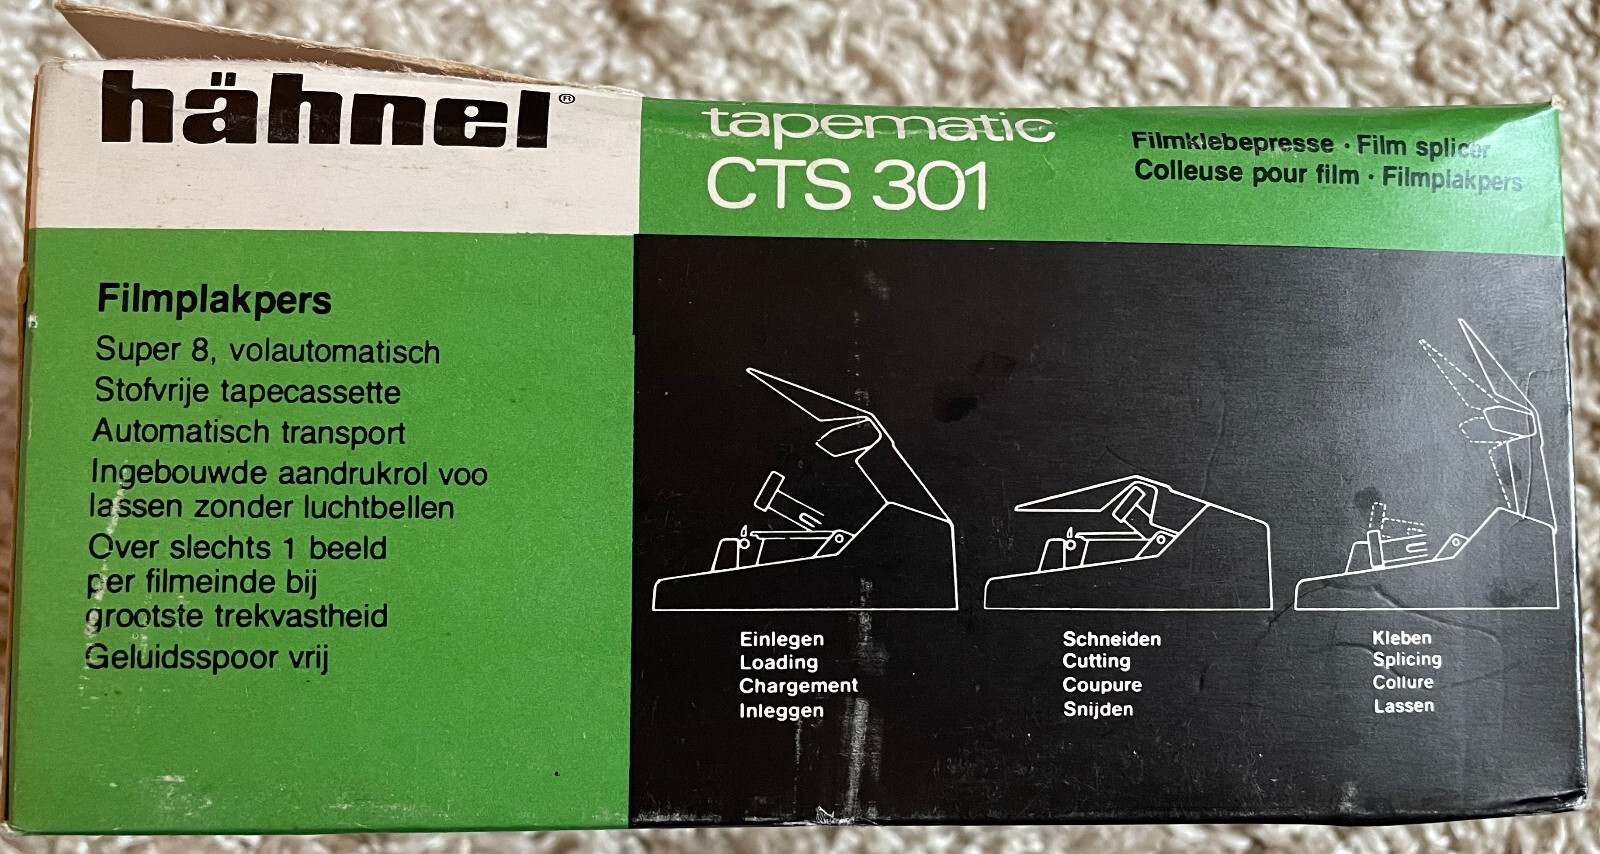 hähnel®
tapematic
CTS 301
Filmklebepresse · Film splicer
Colleuse pour film · Filmplakpers
Filmplakpers
Super 8, volautomatisch
Stofvrije tapecassette
Automatisch transport
Ingebouwde aandrukrol voo
lassen zonder luchtbellen
Over slechts 1 beeld
per filmeinde bij
grootste trekvastheid
Geluidsspoor vrij
Einlegen
Loading
Chargement
Inleggen
Schneiden
Cutting
Coupure
Snijden
Kleben
Splicing
Collure
Lassen